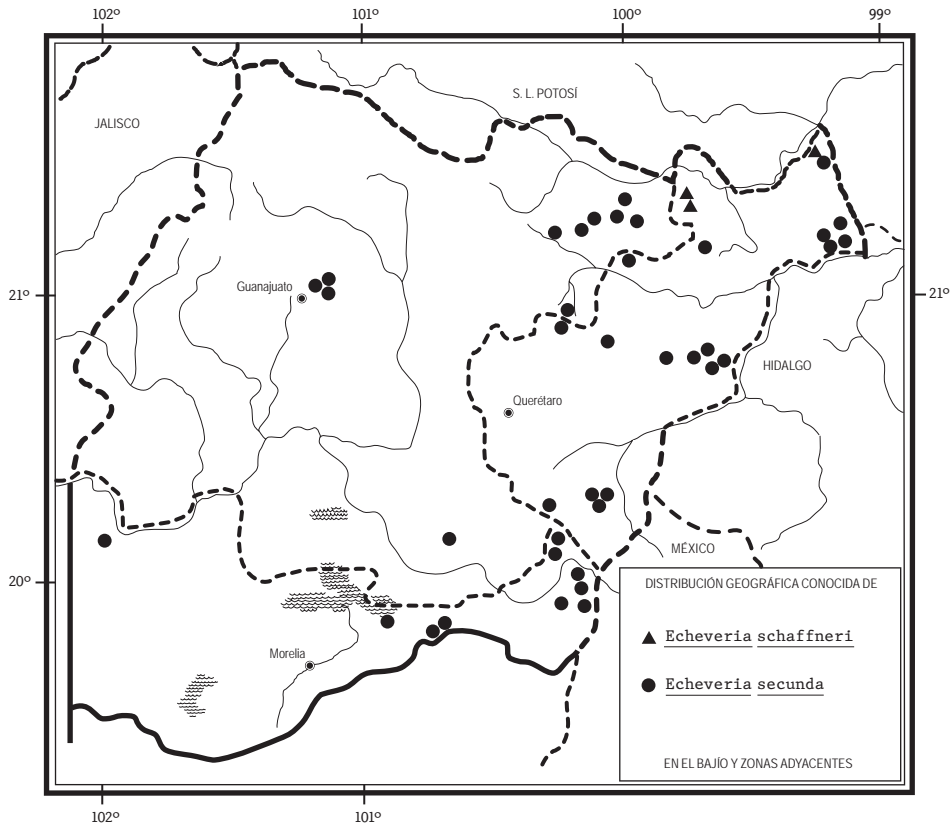 102º 101º 100º 99º
S. L. POTOSÍ
JALISCO
Guanajuato
21º 21º
HIDALGO
Querétaro
MÉXICO
20º
DISTRIBUCIÓN GEOGRÁFICA CONOCIDA DE
Echeveria schaffneri
Morelia
Echeveria secunda
EN EL BAJÍO Y ZONAS ADYACENTES
102º 101º